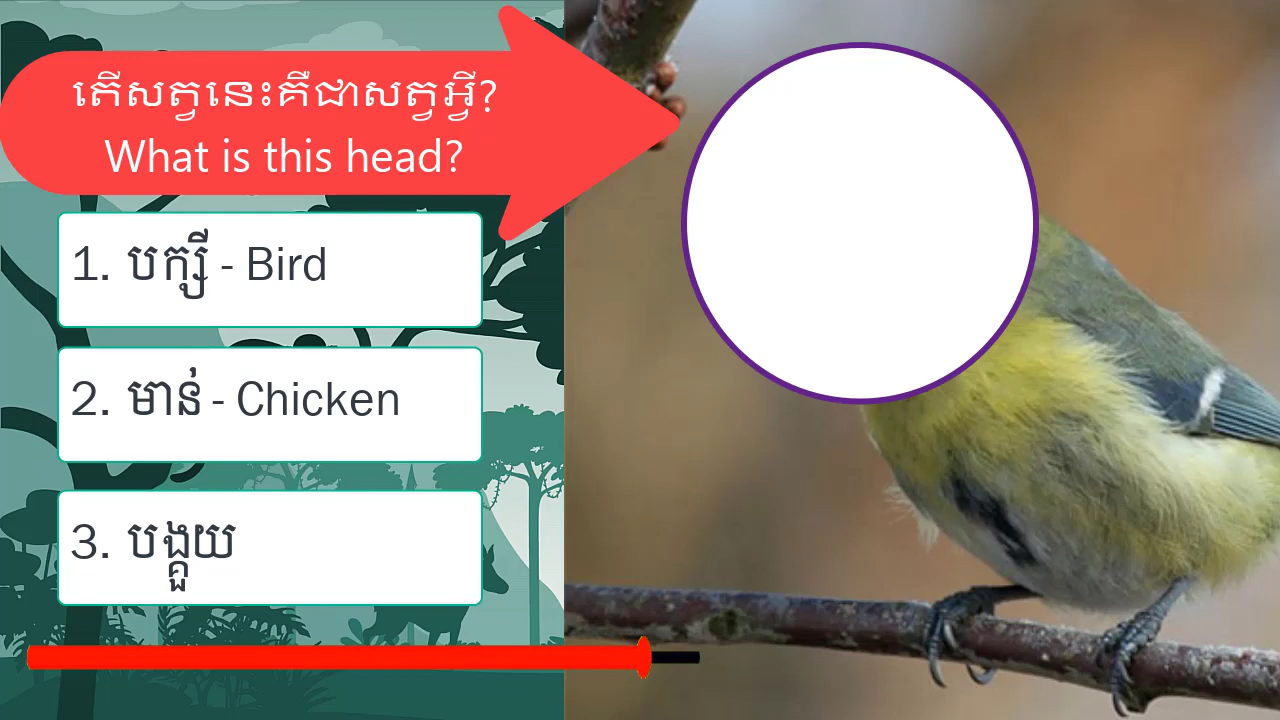 តើសត្វនេះគឺជាសត្វអ្វី?
What is this head?
1. បក្សី - Bird
2. មាន់ - Chicken
3. បង្គួយ